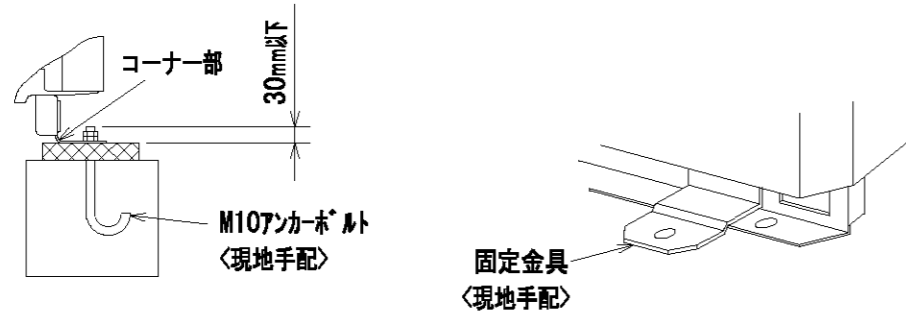 コーナー部
30mm以下
M10アンカーボルト
〈現地手配〉
固定金具
〈現地手配〉